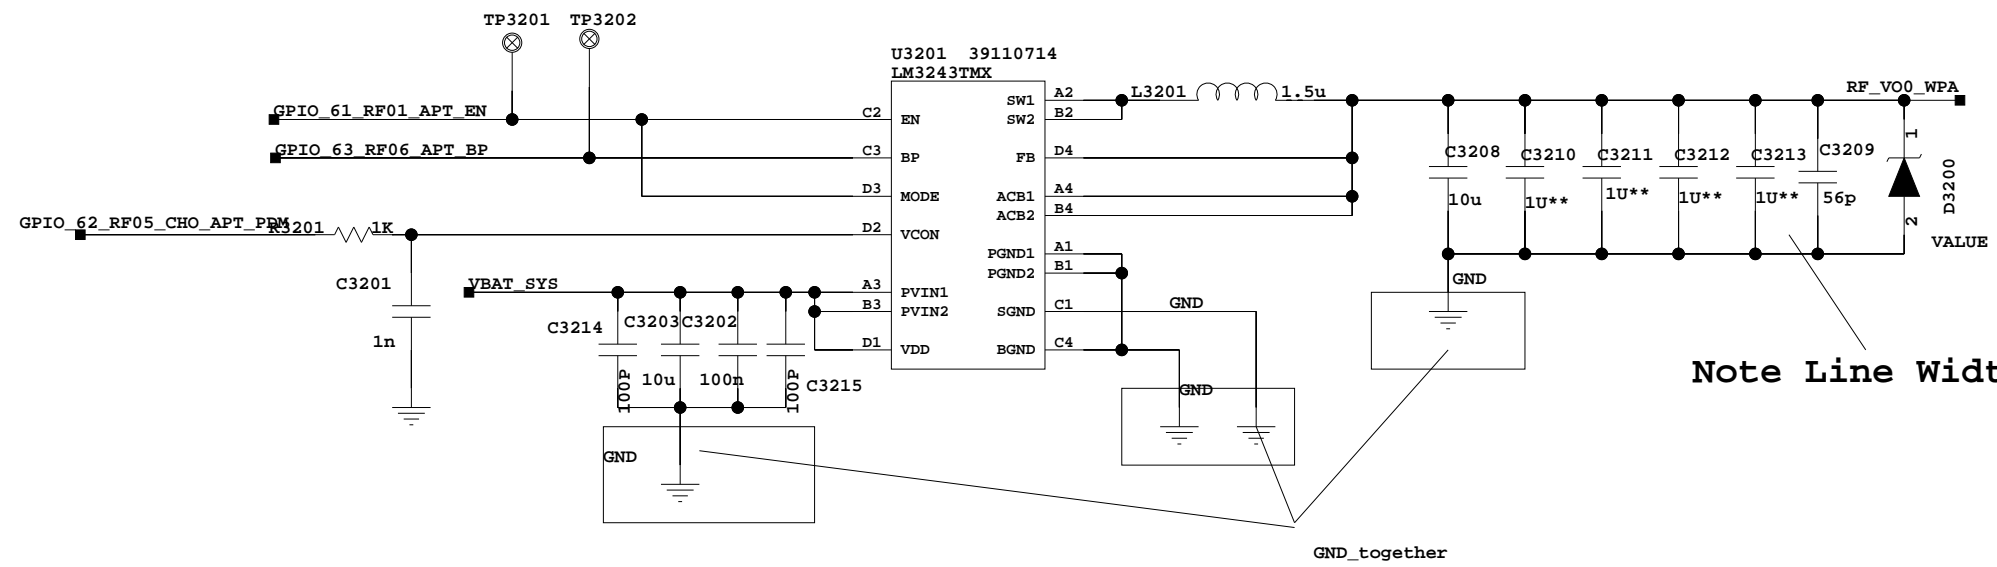 TP3201 TP3202
U3201 39110714
LM3243TMX
GPIO_61_RF01_APT_EN
C2 EN
GPIO_63_RF06_APT_BP
C3 BP
D3 MODE
GPIO_62_RF05_CHO_APT_PDM
R3201 1K
D2 VCON
C3201
1n
VBAT_SYS
A3 PVIN1
B3 PVIN2
D1 VDD
C3214 C3203 C3202
100P 10u 100n 100P C3215
GND
SW1 A2
SW2 B2
FB D4
ACB1 A4
ACB2 B4
PGND1 A1
PGND2 B1
SGND C1 GND
BGND C4
GND
L3201 1.5u
RF_VO0_WPA
C3208 C3210 C3211 C3212 C3213 C3209
10u 1U** 1U** 1U** 1U** 56p
1
D3200
2
VALUE
GND
Note Line Widt
GND_together